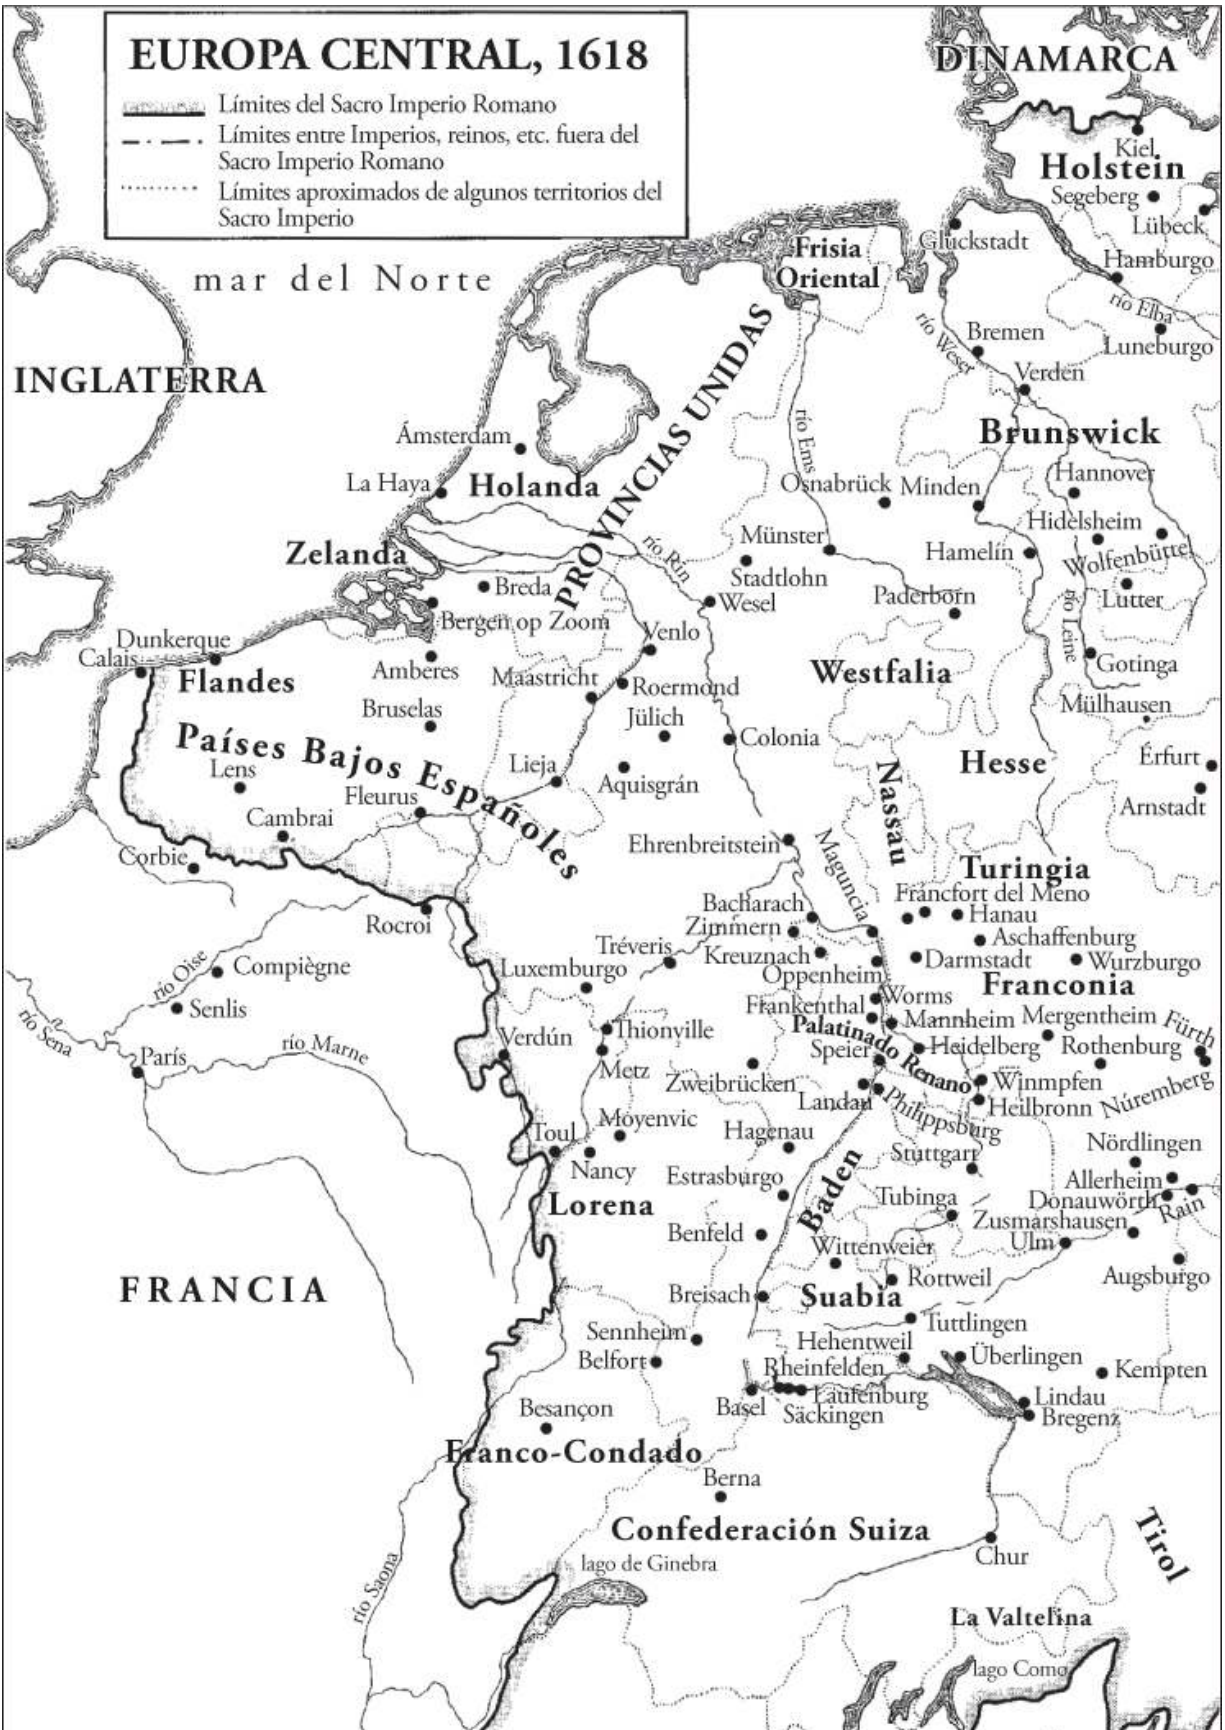 EUROPA CENTRAL, 1618
Límites del Sacro Imperio Romano
Límites entre Imperios, reinos, etc. fuera del
Sacro Imperio Romano
Límites aproximados de algunos territorios del
Sacro Imperio
DINAMARCA
Kiel
Holstein
Segeberg
Lübeck
Glückstadt
Hamburgo
Frisia
Oriental
mar del Norte
río Elba
Bremen
Luneburgo
río Weser
Verden
INGLATERRA
PROVINCIAS UNIDAS
Brunswick
Ámsterdam
río Ems
Hannover
La Haya
Holanda
Osnabrück
Minden
Hidelsheim
Zelanda
río Rin
Münster
Hamelín
Wolfenbüttel
Breda
Stadtlohn
Lutter
Wesel
Paderborn
Bergen op Zoom
río Leine
Dunkerque
Venlo
Calais
Amberes
Gotinga
Flandes
Maastricht
Roermond
Westfalia
Bruselas
Jülich
Mülhausen
Países Bajos Españoles
Colonia
Lens
Lieja
Hesse
Érfurt
Fleurus
Aquisgrán
Nassau
Arnstadt
Cambrai
Ehrenbreitstein
Corbie
Maguncia
Turingia
Fráncfort del Meno
Bacharach
Hanau
Rocroi
Zimmern
Aschaffenburg
Tréveris
Kreuznach
Darmstadt
Wurzburgo
río Oise
Compiègne
Luxemburgo
Oppenheim
Franconia
Senlis
Frankenthal
Worms
río Sena
Thionville
Palatinado Renano
Mannheim
Mergentheim
Fürth
Verdún
Speier
Heidelberg
Rothenburg
París
río Marne
Metz
Zweibrücken
Winmpfen
Landau
Heilbronn
Núremberg
Philippsburg
Moyenvic
Hagenau
Toul
Stuttgart
Nördlingen
Nancy
Estrasburgo
Baden
Allerheim
Lorena
Tubinga
Donauwörth
Rain
Benfeld
Zusmarshausen
Wittenweier
Ulm
FRANCIA
Rottweil
Augsburgo
Breisach
Suabia
Tuttlingen
Sennheim
Hehentweil
Belfort
Überlingen
Rheinfelden
Kempten
Laufenburg
Lindau
Besançon
Basel
Säckingen
Bregenz
Franco-Condado
Berna
Confederación Suiza
Tirol
Chur
lago de Ginebra
río Saona
La Valtelina
lago Como